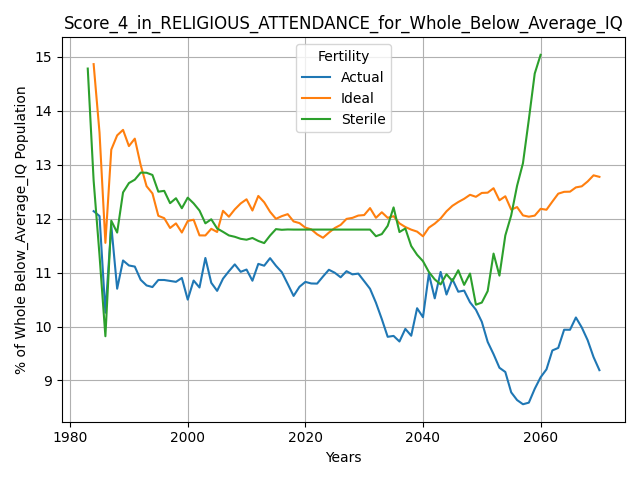 Score_4_in_RELIGIOUS_ATTENDANCE_for_Whole_Below_Average_IQ
Fertility
Actual
Ideal
Sterile
% of Whole Below_Average_IQ Population
15
14
13
12
11
10
9
1980
2000
2020
2040
2060
Years